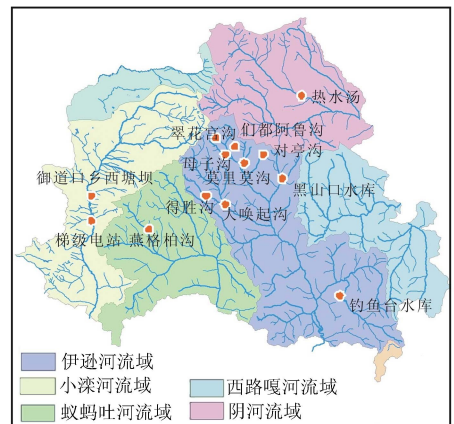 热水汤
翠花宫沟
们都阿鲁沟
对亭沟
母子沟
莫里莫沟
黑山口水库
御道口乡西塘坝
得胜沟
大唤起沟
梯级电站
燕格柏沟
钓鱼台水库
伊逊河流域
小滦河流域
西路嘎河流域
蚁蚂吐河流域
阴河流域